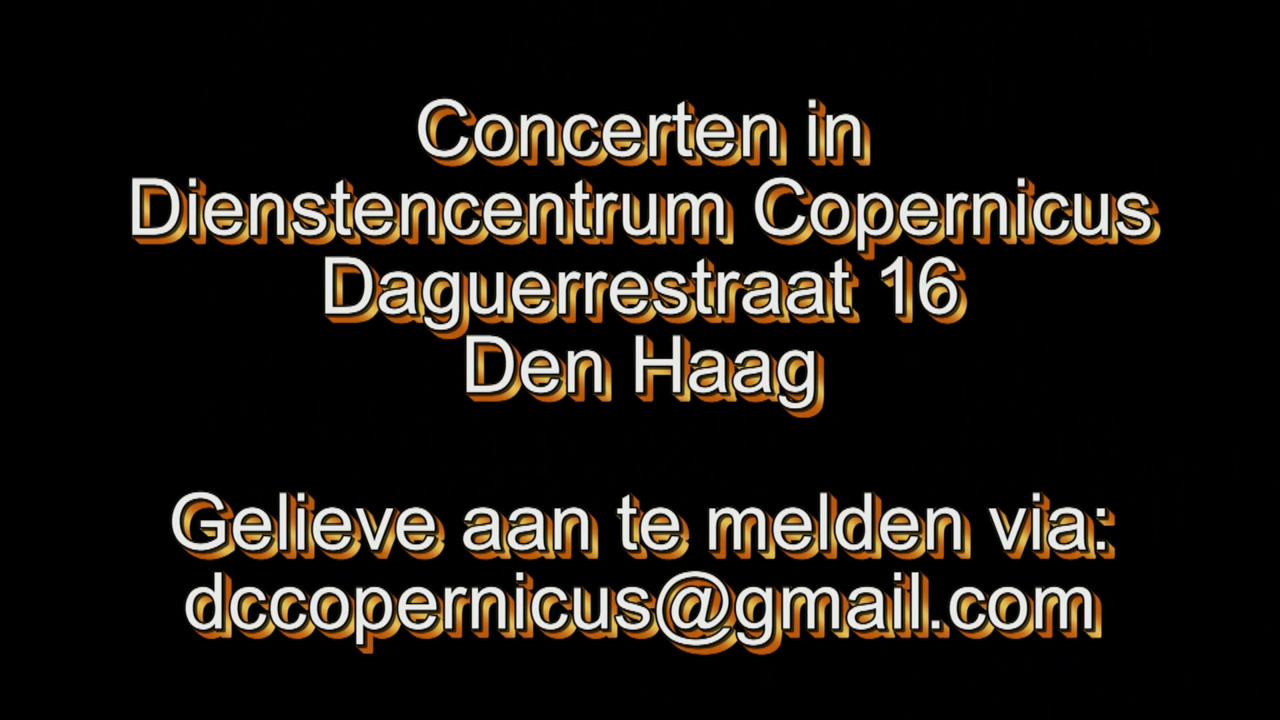 Concerten in
Dienstencentrum Copernicus
Daguerrestraat 16
Den Haag
Gelieve aan te melden via:
dccopernicus@gmail.com